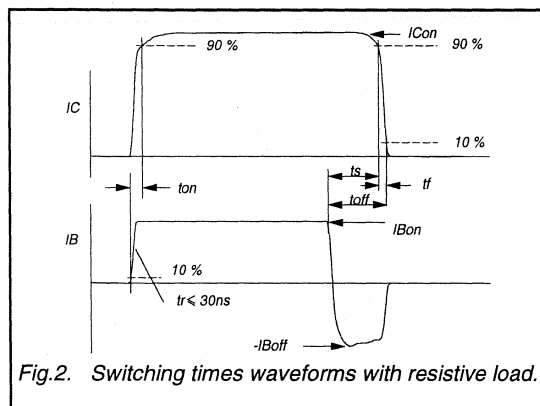 ICon
90 %
90 %
IC
10 %
ts
ton
tf
toff
IB
IBon
10 %
tr ≤ 30ns
-IBoff
Fig.2. Switching times waveforms with resistive load.